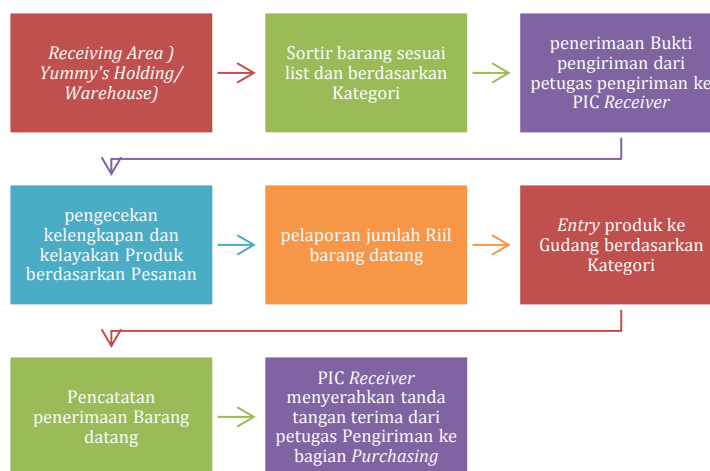 Receiving Area )
Yummy's Holding/
Warehouse)
Sortir barang sesuai
list dan berdasarkan
Kategori
penerimaan Bukti
pengiriman dari
petugas pengiriman ke
PIC Receiver
pengecekan
kelengkapan dan
kelayakan Produk
berdasarkan Pesanan
pelaporan jumlah Riil
barang datang
Entry produk ke
Gudang berdasarkan
Kategori
Pencatatan
penerimaan Barang
datang
PIC Receiver
menyerahkan tanda
tangan terima dari
petugas Pengiriman ke
bagian Purchasing